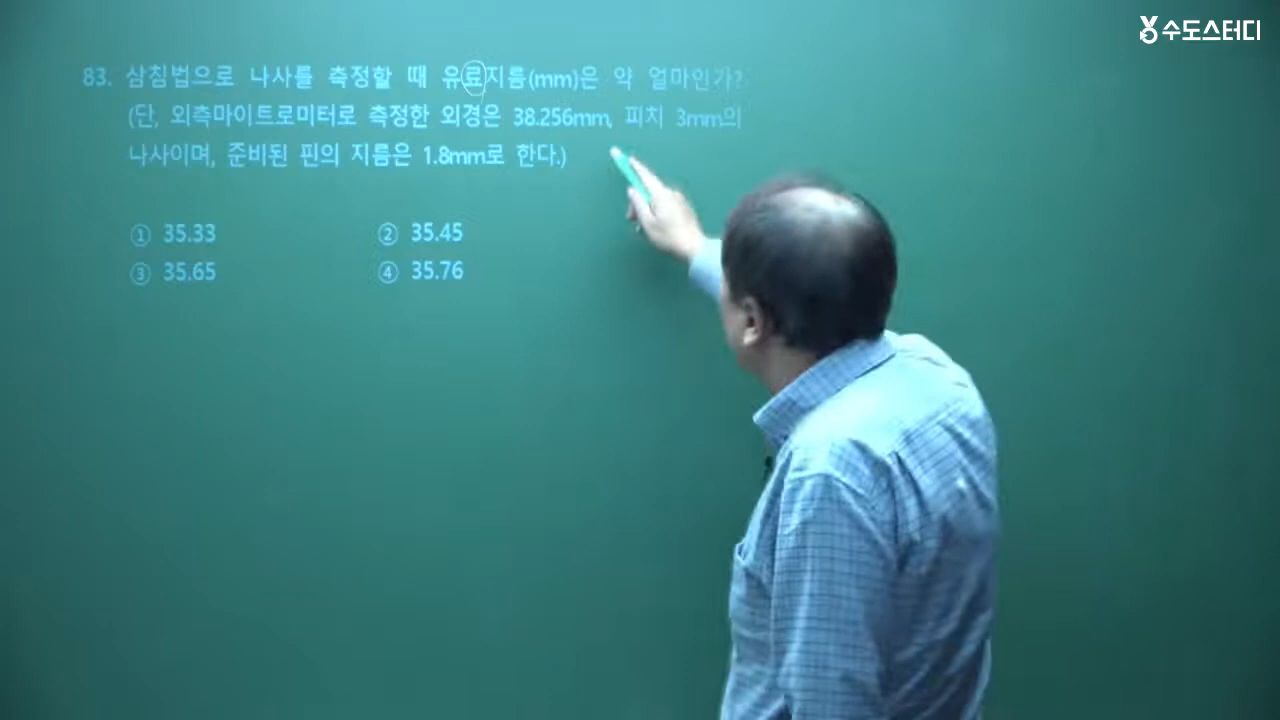 수도스터디
83. 삼침법으로 나사를 측정할 때 유료지름(mm)은 약 얼마인가?
(단, 외측마이트로미터로 측정한 외경은 38.256mm, 피치 3mm의
나사이며, 준비된 핀의 지름은 1.8mm로 한다.)
① 35.33 ② 35.45
③ 35.65 ④ 35.76